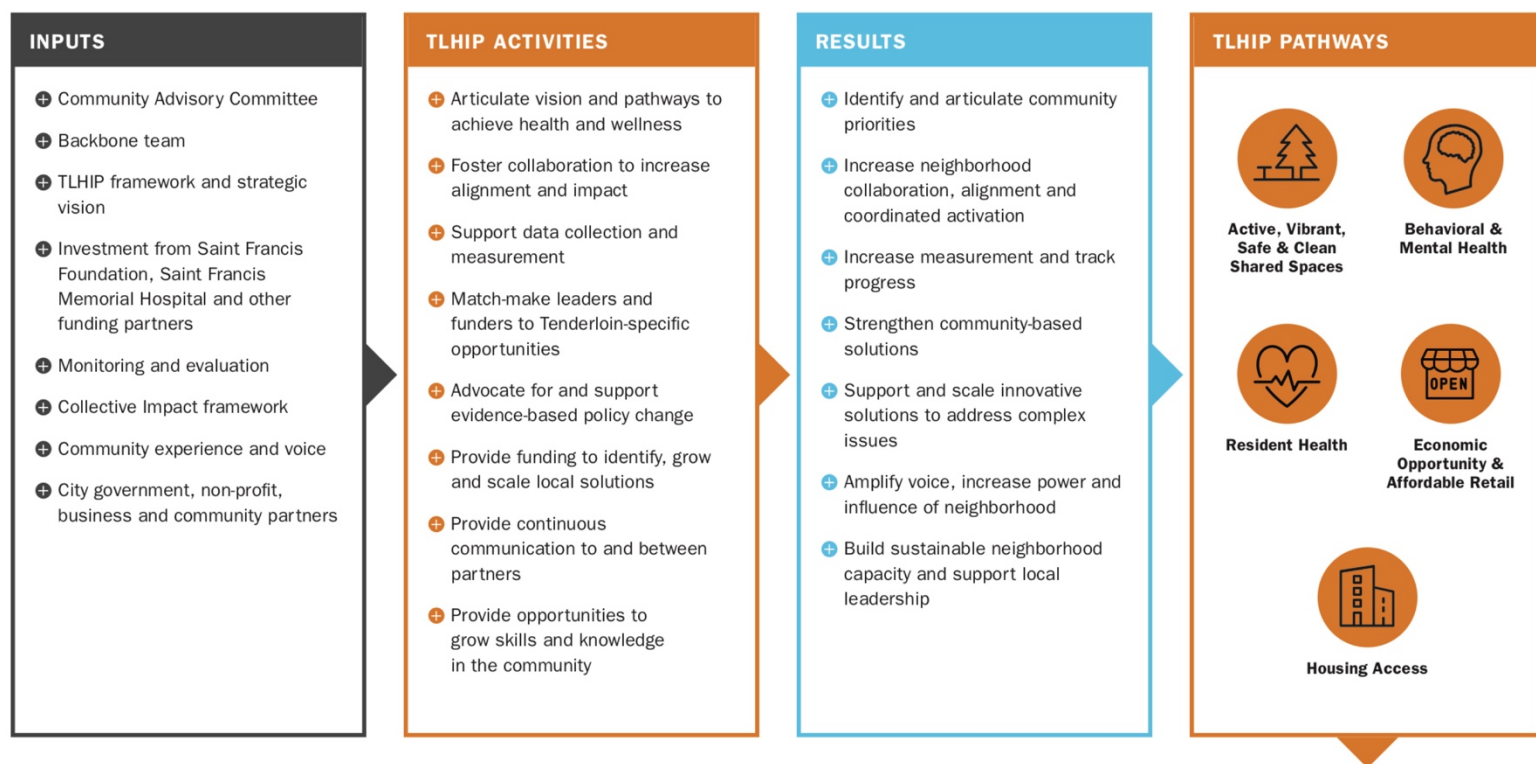 INPUTS
Community Advisory Committee
Backbone team
TLHIP framework and strategic
vision
Investment from Saint Francis
Foundation, Saint Francis
Memorial Hospital and other
funding partners
Monitoring and evaluation
Collective Impact framework
Community experience and voice
City government, non-profit,
business and community partners
TLHIP ACTIVITIES
Articulate vision and pathways to
achieve health and wellness
Foster collaboration to increase
alignment and impact
Support data collection and
measurement
Match-make leaders and
funders to Tenderloin-specific
opportunities
Advocate for and support
evidence-based policy change
Provide funding to identify, grow
and scale local solutions
Provide continuous
communication to and between
partners
Provide opportunities to
grow skills and knowledge
in the community
RESULTS
Identify and articulate community
priorities
Increase neighborhood
collaboration, alignment and
coordinated activation
Increase measurement and track
progress
Strengthen community-based
solutions
Support and scale innovative
solutions to address complex
issues
Amplify voice, increase power and
influence of neighborhood
Build sustainable neighborhood
capacity and support local
leadership
TLHIP PATHWAYS
Active, Vibrant,
Safe & Clean
Shared Spaces
Behavioral &
Mental Health
Resident Health
OPEN
Economic
Opportunity &
Affordable Retail
Housing Access